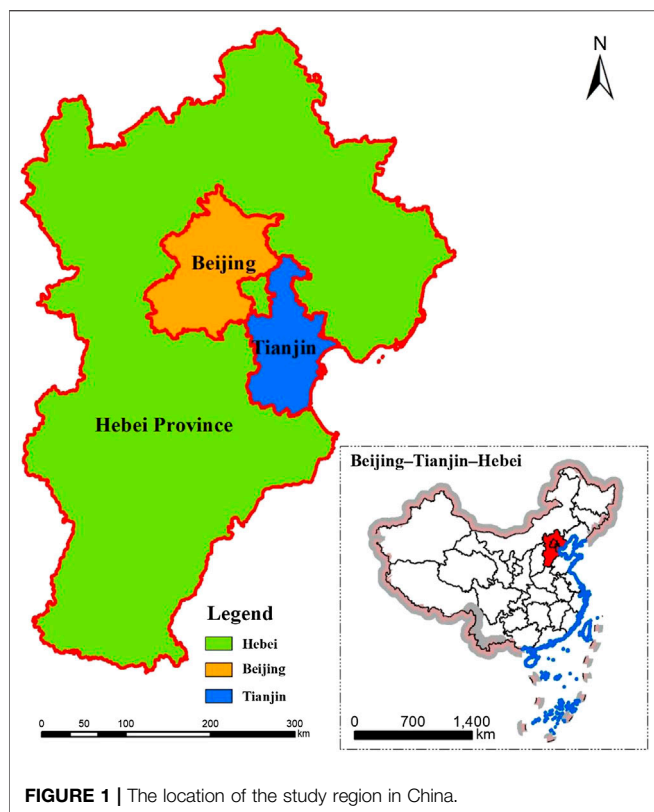 N
Beijing
Tianjin
Hebei Province
Legend
Hebei
Beijing
Tianjin
0 50 100 200 300
km
Beijing–Tianjin–Hebei
0 700 1,400
km
FIGURE 1 | The location of the study region in China.